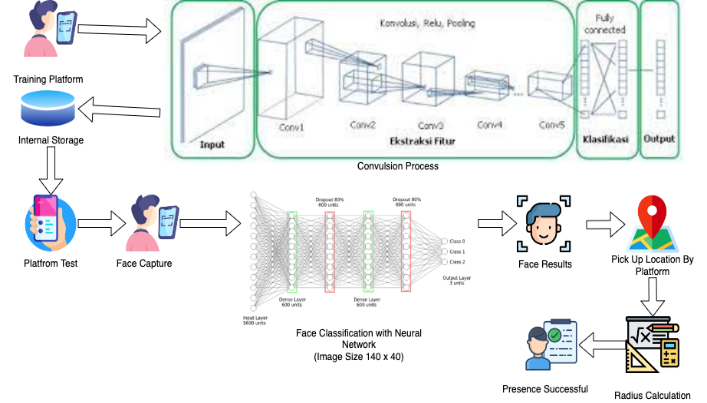 Konvolusi, Relu, Pooling
Fully
connected
Training Platform
Conv1
Conv2
Conv3
Conv4
Conv5
Input
Ekstraksi Fitur
Klasifikasi
Output
Internal Storage
Convulsion Process
Dropout 80%
600 units
Dropout 80%
600 units
Class 0
Class 1
Class 2
Output Layer
3 units
Dense Layer
600 units
Dense Layer
600 units
Input Layer
5600 units
Platfrom Test
Face Capture
Face Results
Pick Up Location By
Platform
Face Classification with Neural
Network
(Image Size 140 x 40)
√x
Presence Successful
Radius Calculation